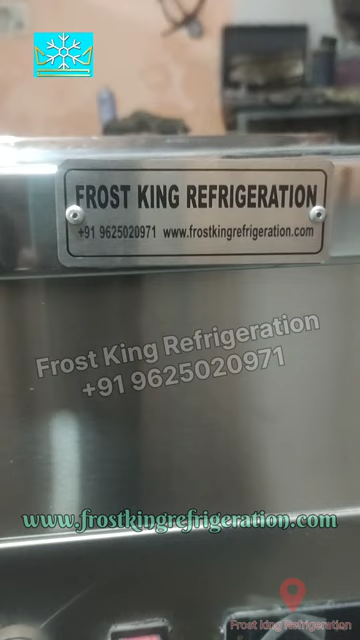 FROST KING REFRIGERATION
+91 9625020971 www.frostkingrefrigeration.com
Frost King Refrigeration
+91 9625020971
www.frostkingrefrigeration.com
Frost king Refrigeration